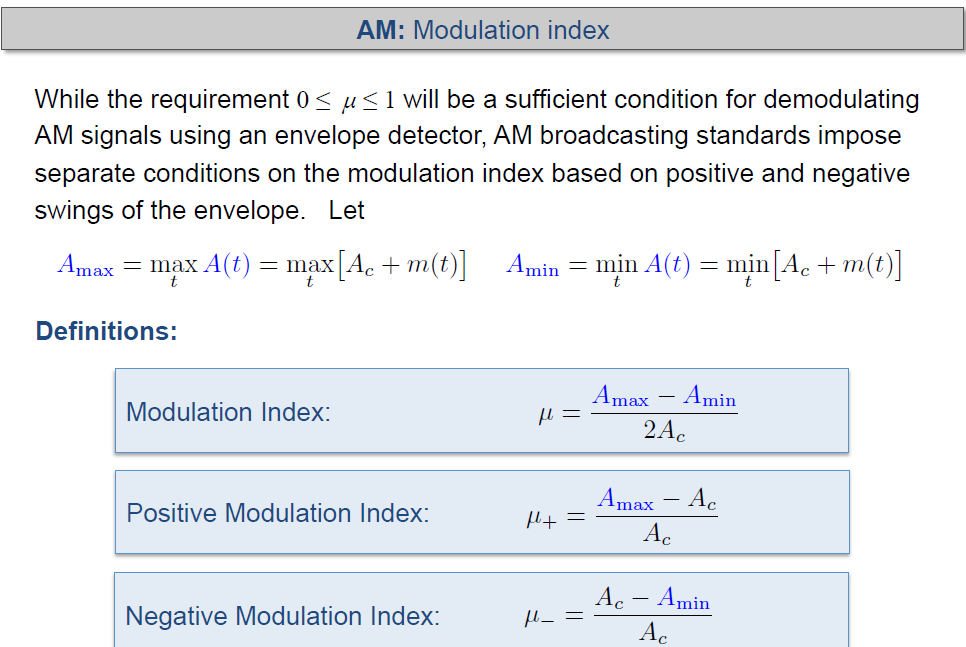 AM: Modulation index
While the requirement 0 ≤ μ ≤ 1 will be a sufficient condition for demodulating
AM signals using an envelope detector, AM broadcasting standards impose
separate conditions on the modulation index based on positive and negative
swings of the envelope. Let
A_max = max_t A(t) = max_t [A_c + m(t)] A_min = min_t A(t) = min_t [A_c + m(t)]
Definitions:
Modulation Index: μ = (A_max − A_min) / 2A_c
Positive Modulation Index: μ_+ = (A_max − A_c) / A_c
Negative Modulation Index: μ_− = (A_c − A_min) / A_c